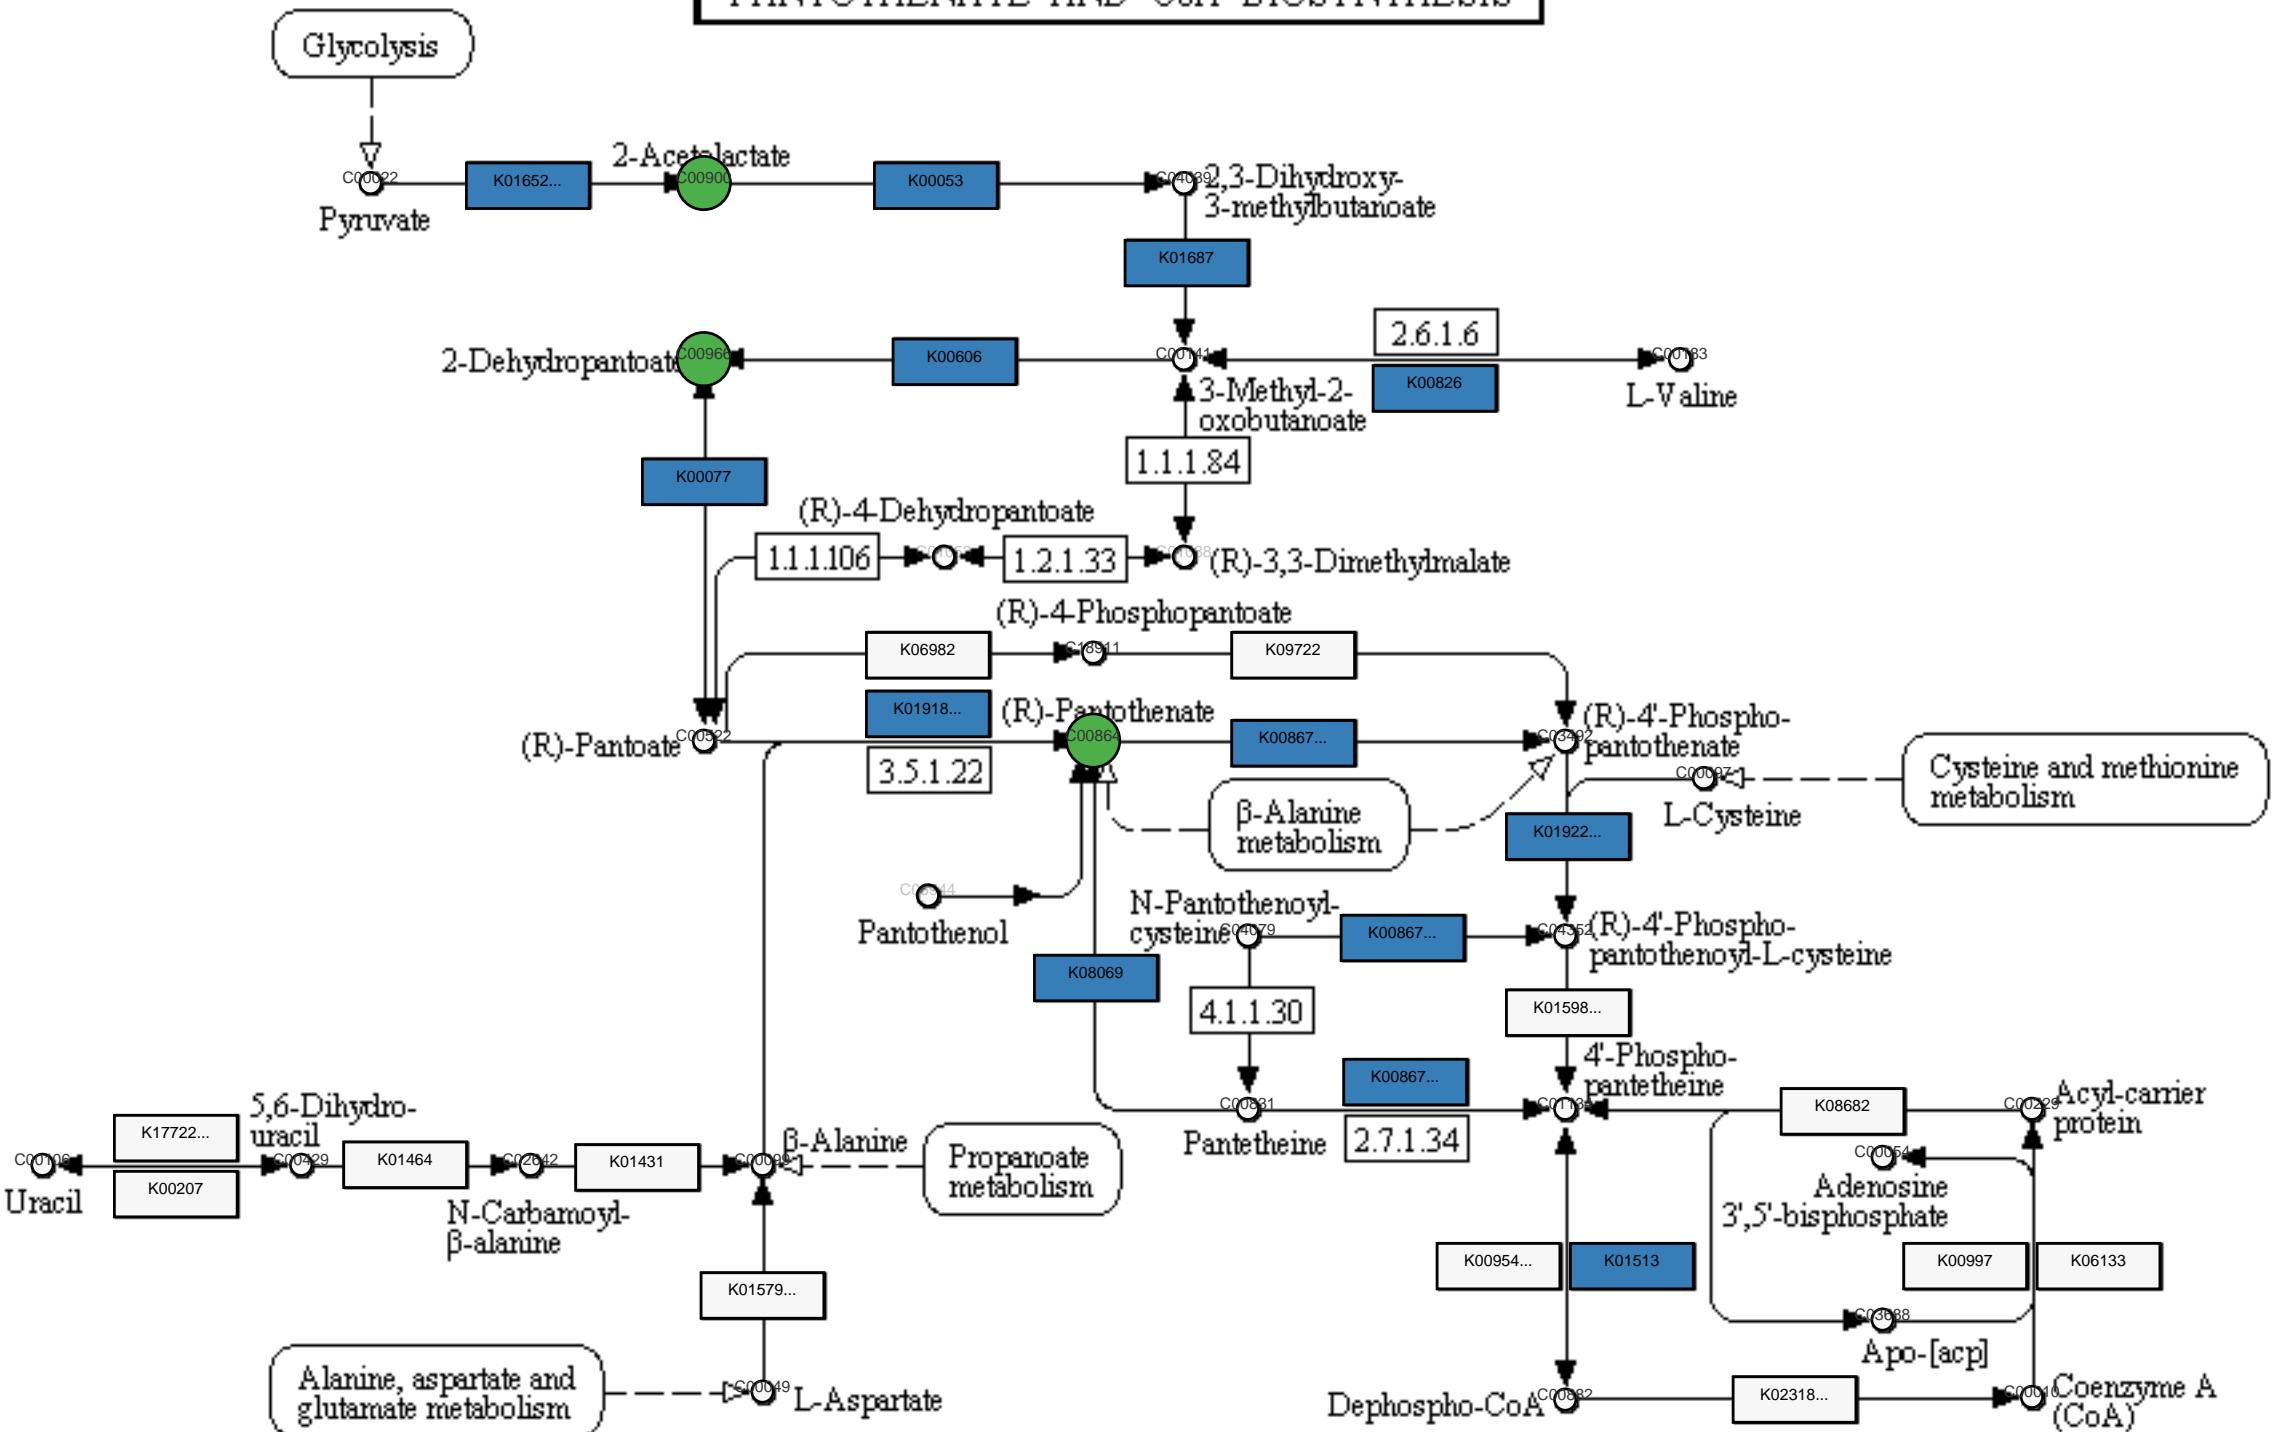 PANTOTHENATE AND CoA BIOSYNTHESIS
Glycolysis
2-Acetolactate
C00022
K01652...
C00900
K00053
C04039
2,3-Dihydroxy-
3-methylbutanoate
Pyruvate
K01687
2.6.1.6
2-Dehydropantoate
C00966
K00606
C00141
C00183
K00826
3-Methyl-2-
oxobutanoate
L-Valine
1.1.1.84
K00077
(R)-4-Dehydropantoate
1.1.1.106
1.2.1.33
(R)-3,3-Dimethylmalate
(R)-4-Phosphopantoate
K06982
C18911
K09722
K01918...
(R)-Pantothenate
(R)-4'-Phospho-
pantothenate
(R)-Pantoate
C00522
C00864
K00867...
C03492
3.5.1.22
C00097
Cysteine and methionine
metabolism
L-Cysteine
β-Alanine
metabolism
K01922...
Pantothenol
N-Pantothenoyl-
cysteine
C04079
K00867...
C04352
(R)-4'-Phospho-
pantothenoyl-L-cysteine
K08069
4.1.1.30
K01598...
4'-Phospho-
pantetheine
K00867...
C00831
C01134
K08682
C00229
Acyl-carrier
protein
Pantetheine
2.7.1.34
5,6-Dihydro-
uracil
K17722...
C00106
C00429
K01464
C02642
K01431
C00099
β-Alanine
Propanoate
metabolism
K00207
Uracil
N-Carbamoyl-
β-alanine
C00054
Adenosine
3',5'-bisphosphate
K00954...
K01513
K00997
K06133
K01579...
C03688
Apo-[acp]
Alanine, aspartate and
glutamate metabolism
C00049
L-Aspartate
Dephospho-CoA
C00882
K02318...
C00010
Coenzyme A
(CoA)